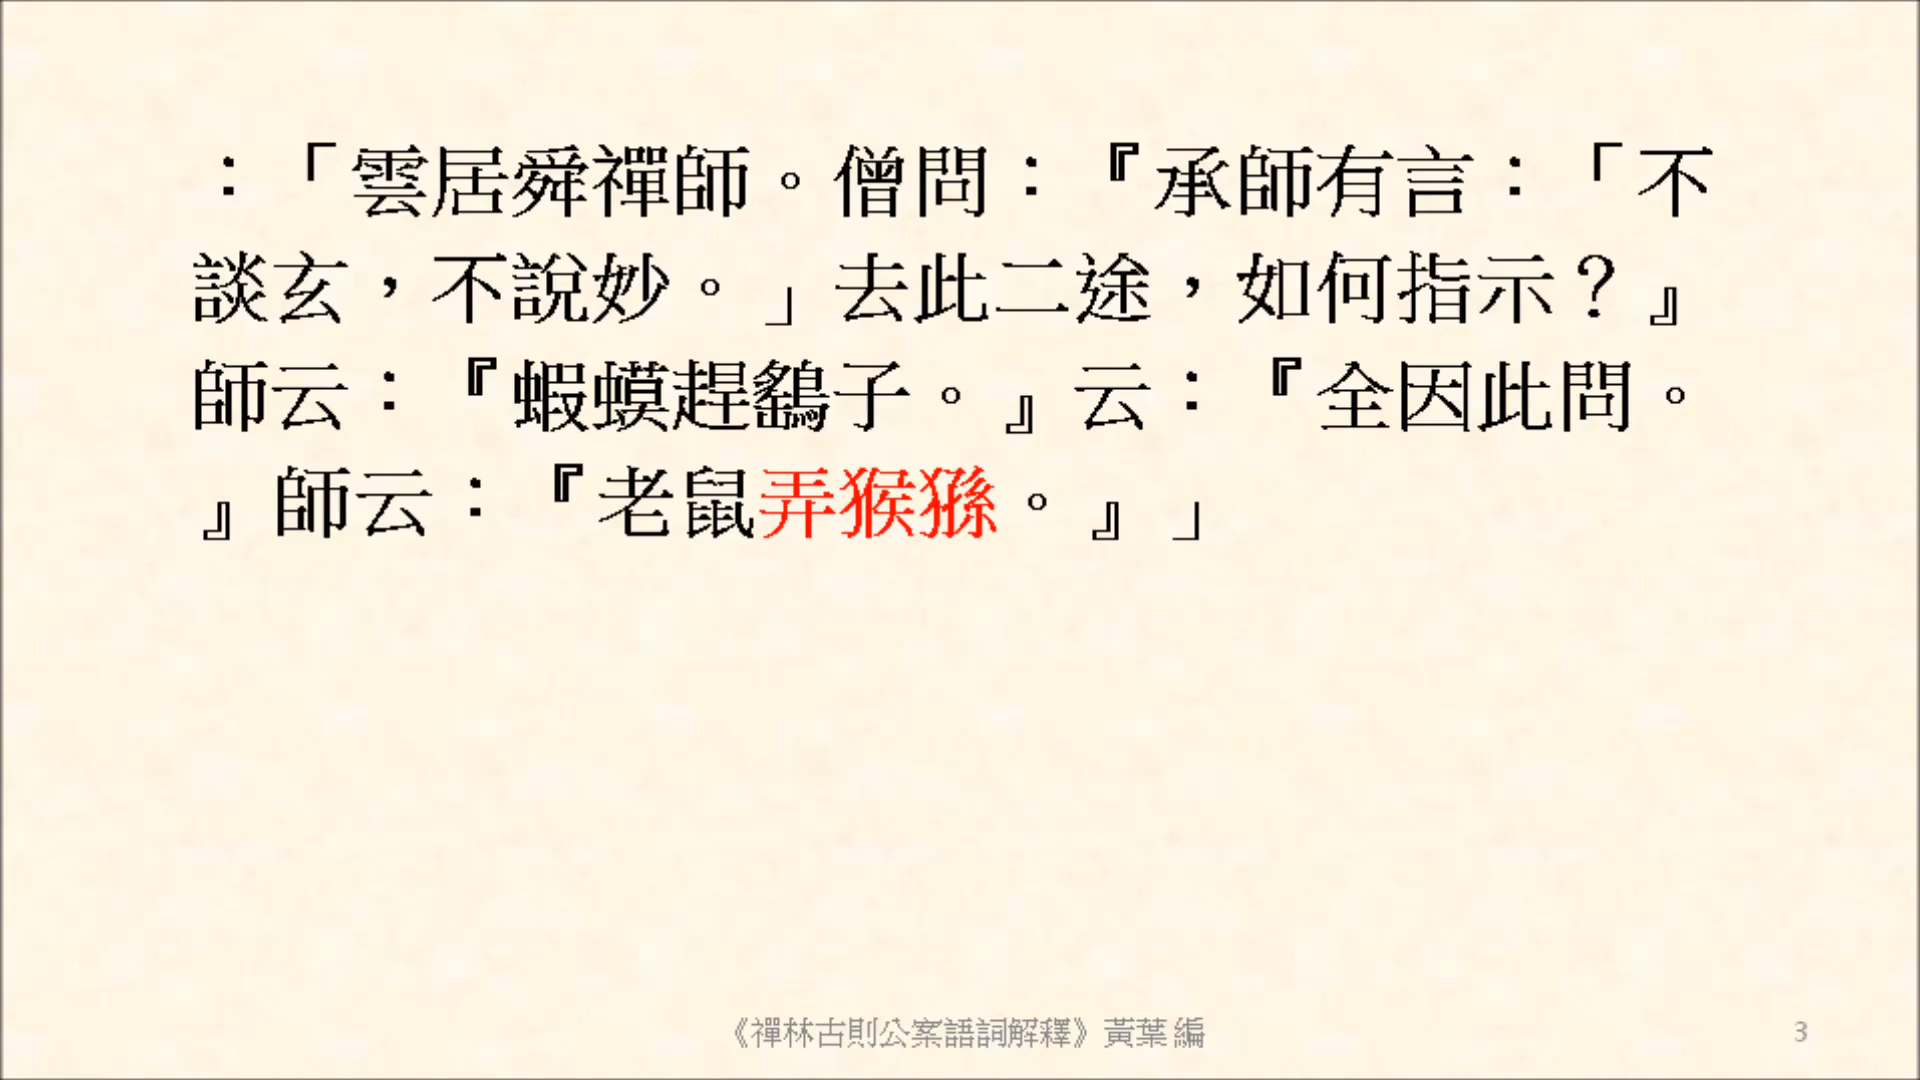 ：「雲居舜禪師。僧問：『承師有言：「不
談玄，不說妙。」去此二途，如何指示？』
師云：『蝦蟆趕鷂子。』云：『全因此問。
』師云：『老鼠弄猴猻。』」
《禪林古則公案語詞解釋》黃葉 編
3